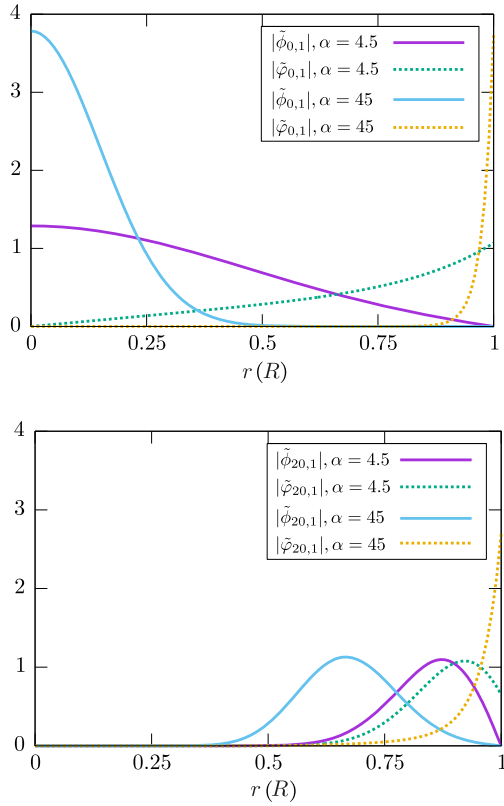 4
|ϕ̃₀,₁|, α = 4.5
|φ̃₀,₁|, α = 4.5
3
|ϕ̃₀,₁|, α = 45
|φ̃₀,₁|, α = 45
2
1
0
0 0.25 0.5 0.75 1
r (R)
4
|ϕ̃₂₀,₁|, α = 4.5
|φ̃₂₀,₁|, α = 4.5
3
|ϕ̃₂₀,₁|, α = 45
|φ̃₂₀,₁|, α = 45
2
1
0
0 0.25 0.5 0.75 1
r (R)